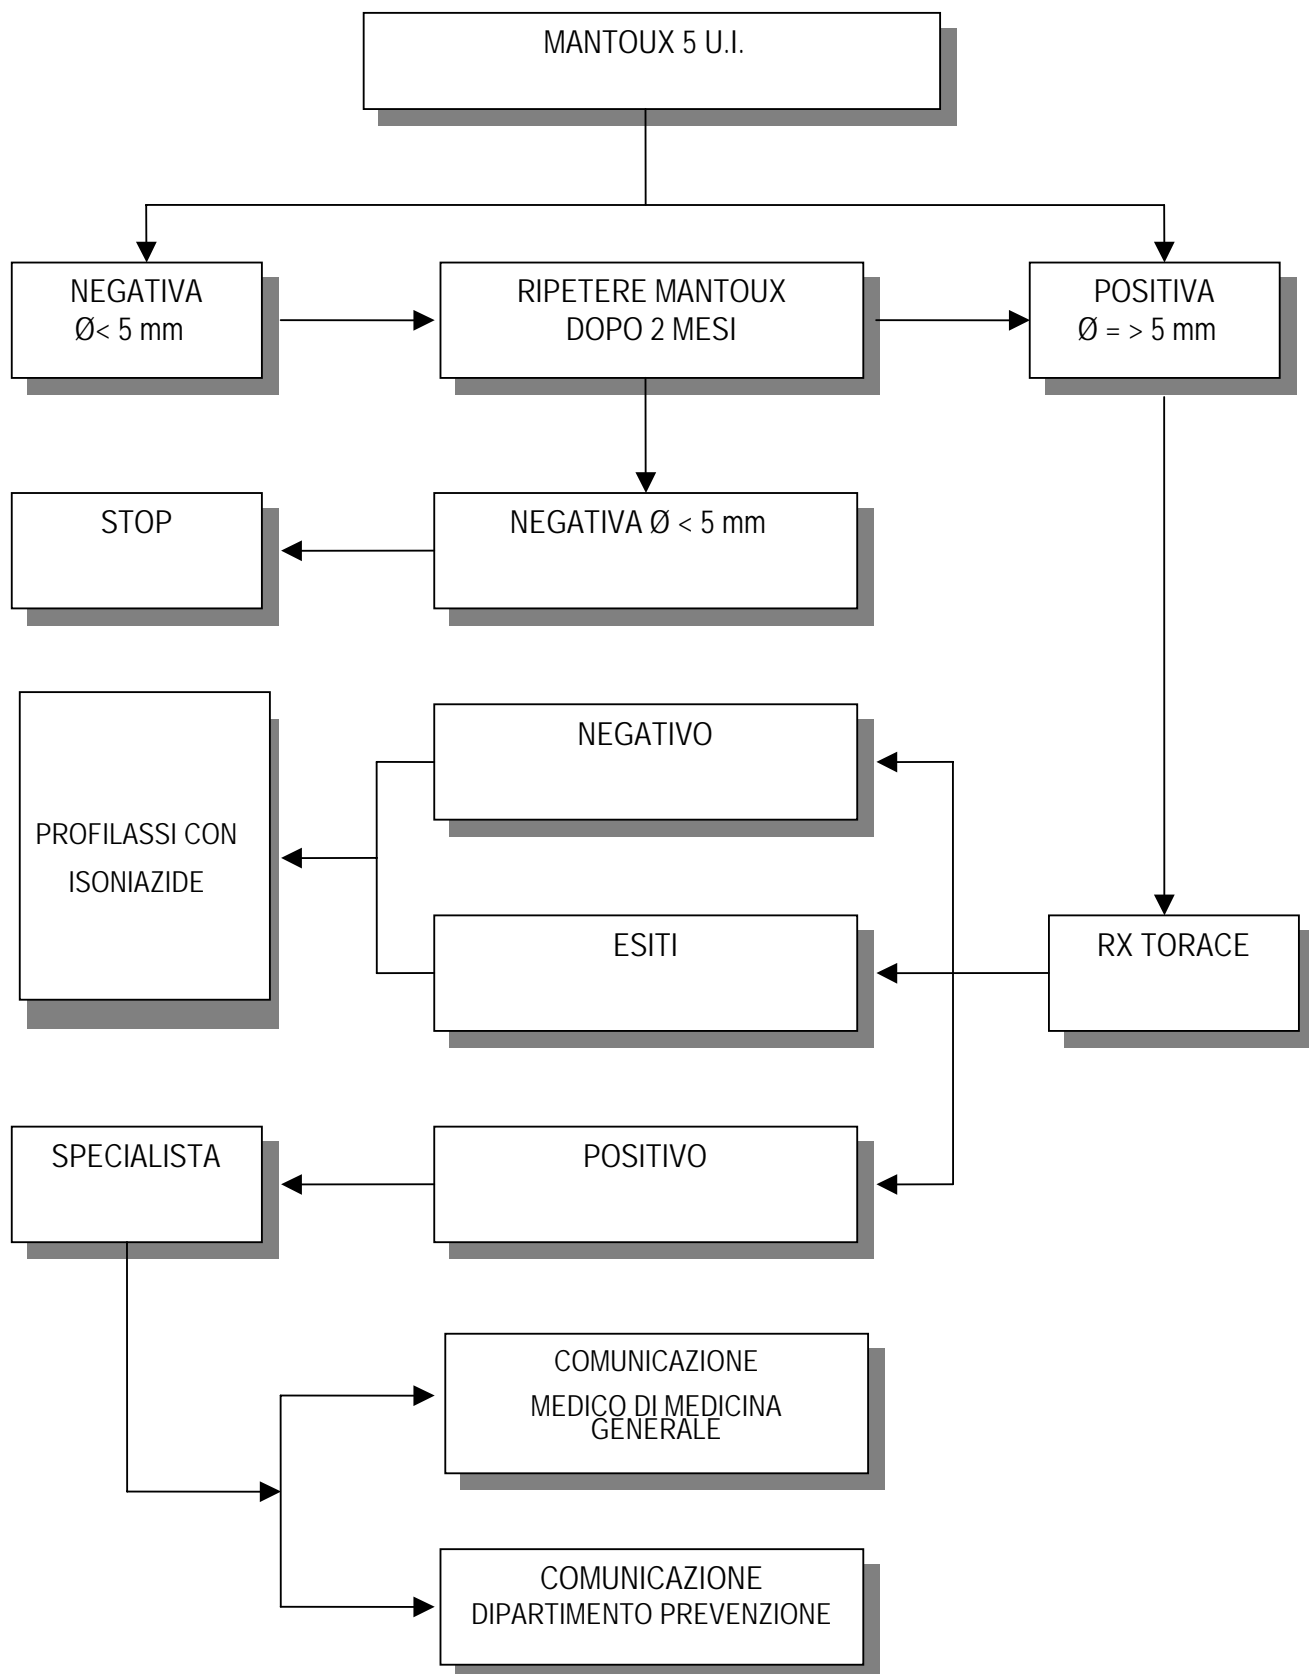 MANTOUX 5 U.I.
NEGATIVA
Ø< 5 mm
RIPETERE MANTOUX
DOPO 2 MESI
POSITIVA
Ø = > 5 mm
STOP
NEGATIVA Ø < 5 mm
PROFILASSI CON
ISONIAZIDE
NEGATIVO
ESITI
RX TORACE
SPECIALISTA
POSITIVO
COMUNICAZIONE
MEDICO DI MEDICINA
GENERALE
COMUNICAZIONE
DIPARTIMENTO PREVENZIONE